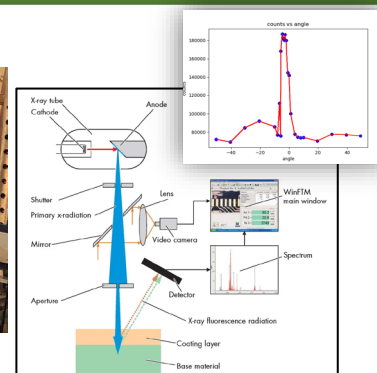 counts vs angle
180000
160000
140000
120000
100000
80000
-40
-20
0
20
40
angle
X-ray tube
Cathode
Anode
Shutter
Primary x-radiation
Mirror
Lens
Video camera
WinFTM
main window
Spectrum
Aperture
Detector
X-ray fluorescence radiation
Coating layer
Base material